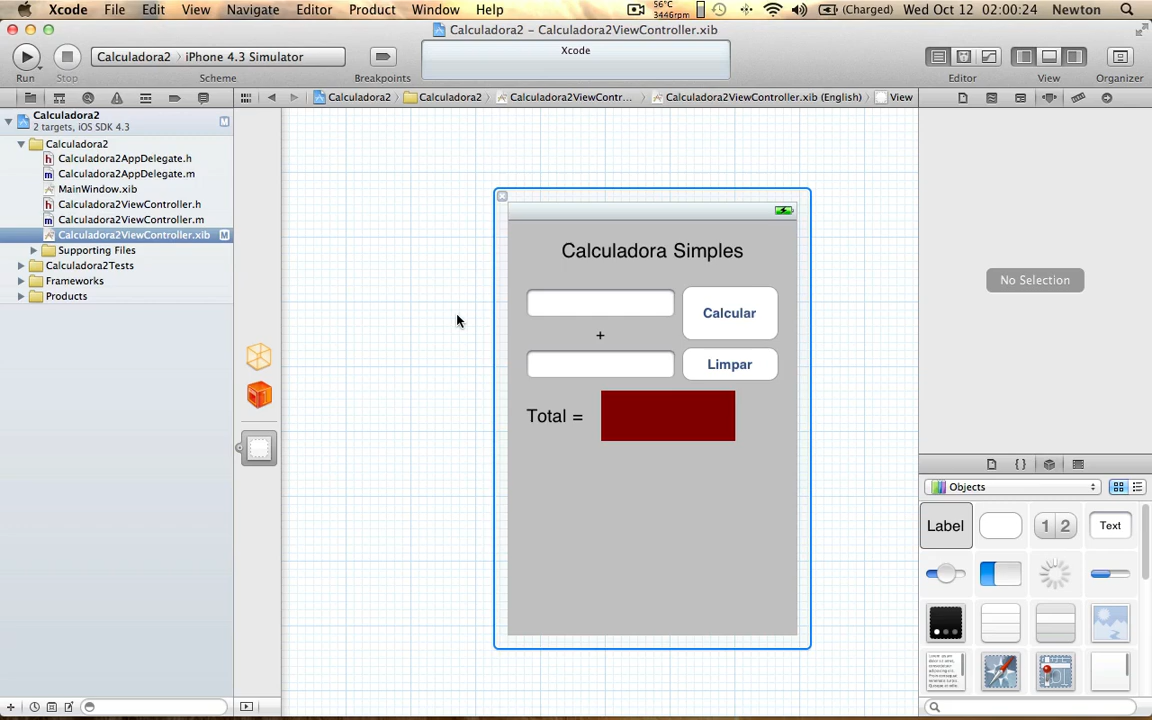 Xcode File Edit View Navigate Editor Product Window Help 56°C 3446rpm (Charged) Wed Oct 12 02:00:24 Newton
Calculadora2 – Calculadora2ViewController.xib
Calculadora2 iPhone 4.3 Simulator
Xcode
Run Stop Scheme Breakpoints Editor View Organizer
Calculadora2 Calculadora2 Calculadora2ViewContr... Calculadora2ViewController.xib (English) View
Calculadora2 M
2 targets, iOS SDK 4.3
Calculadora2
Calculadora2AppDelegate.h
Calculadora2AppDelegate.m
MainWindow.xib
Calculadora2ViewController.h
Calculadora2ViewController.m
Calculadora2ViewController.xib M
Supporting Files
Calculadora2Tests
Frameworks
Products
Calculadora Simples
Calcular
+
Limpar
Total =
No Selection
Objects
Label 1 2 Text